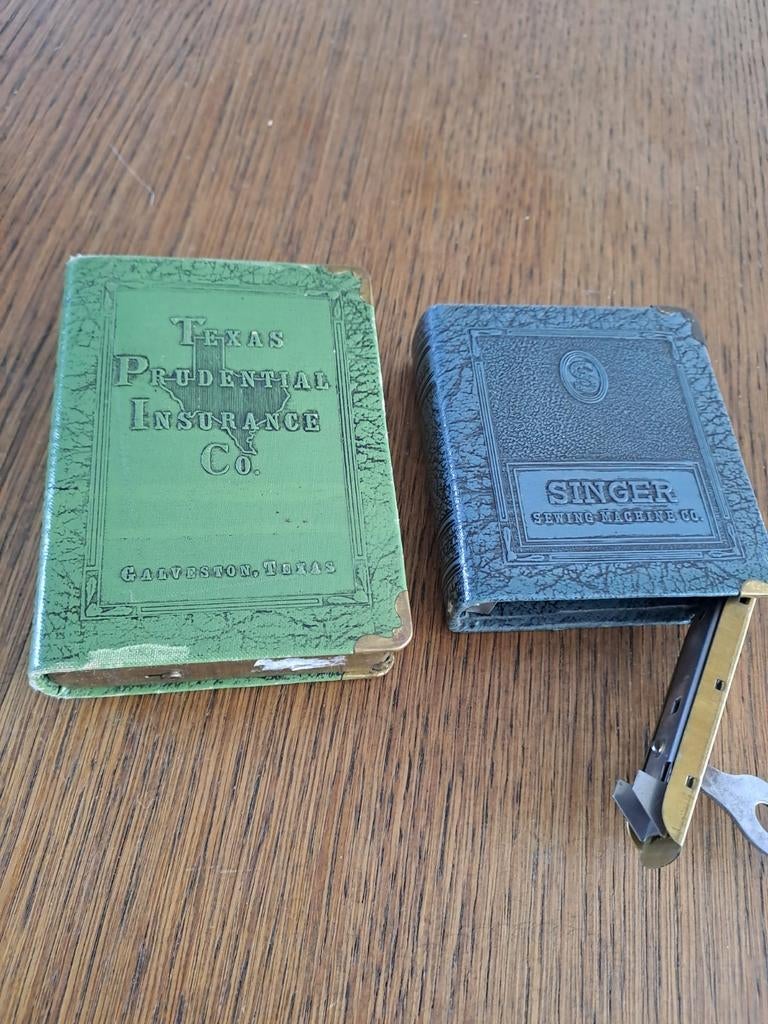 Texas
Prudential
Insurance
Co.
Galveston, Texas
S
SINGER
SEWING MACHINE CO.